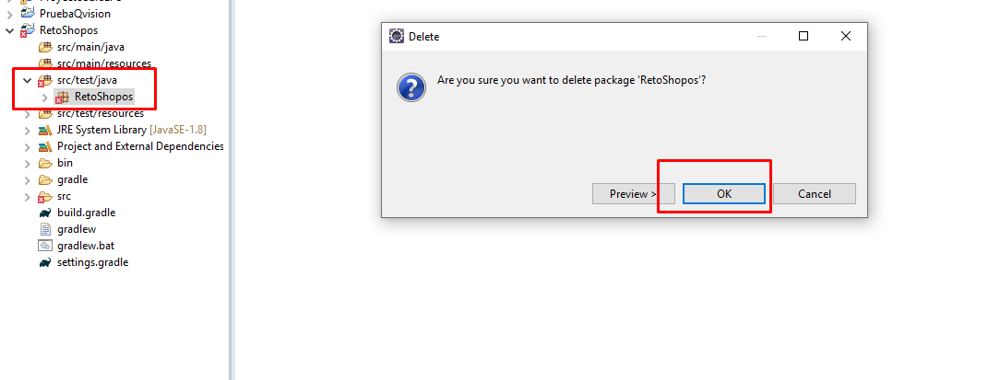 PruebaQvision
RetoShopos
src/main/java
src/main/resources
src/test/java
RetoShopos
src/test/resources
JRE System Library [JavaSE-1.8]
Project and External Dependencies
bin
gradle
src
build.gradle
gradlew
gradlew.bat
settings.gradle
Delete
Are you sure you want to delete package 'RetoShopos'?
Preview >
OK
Cancel